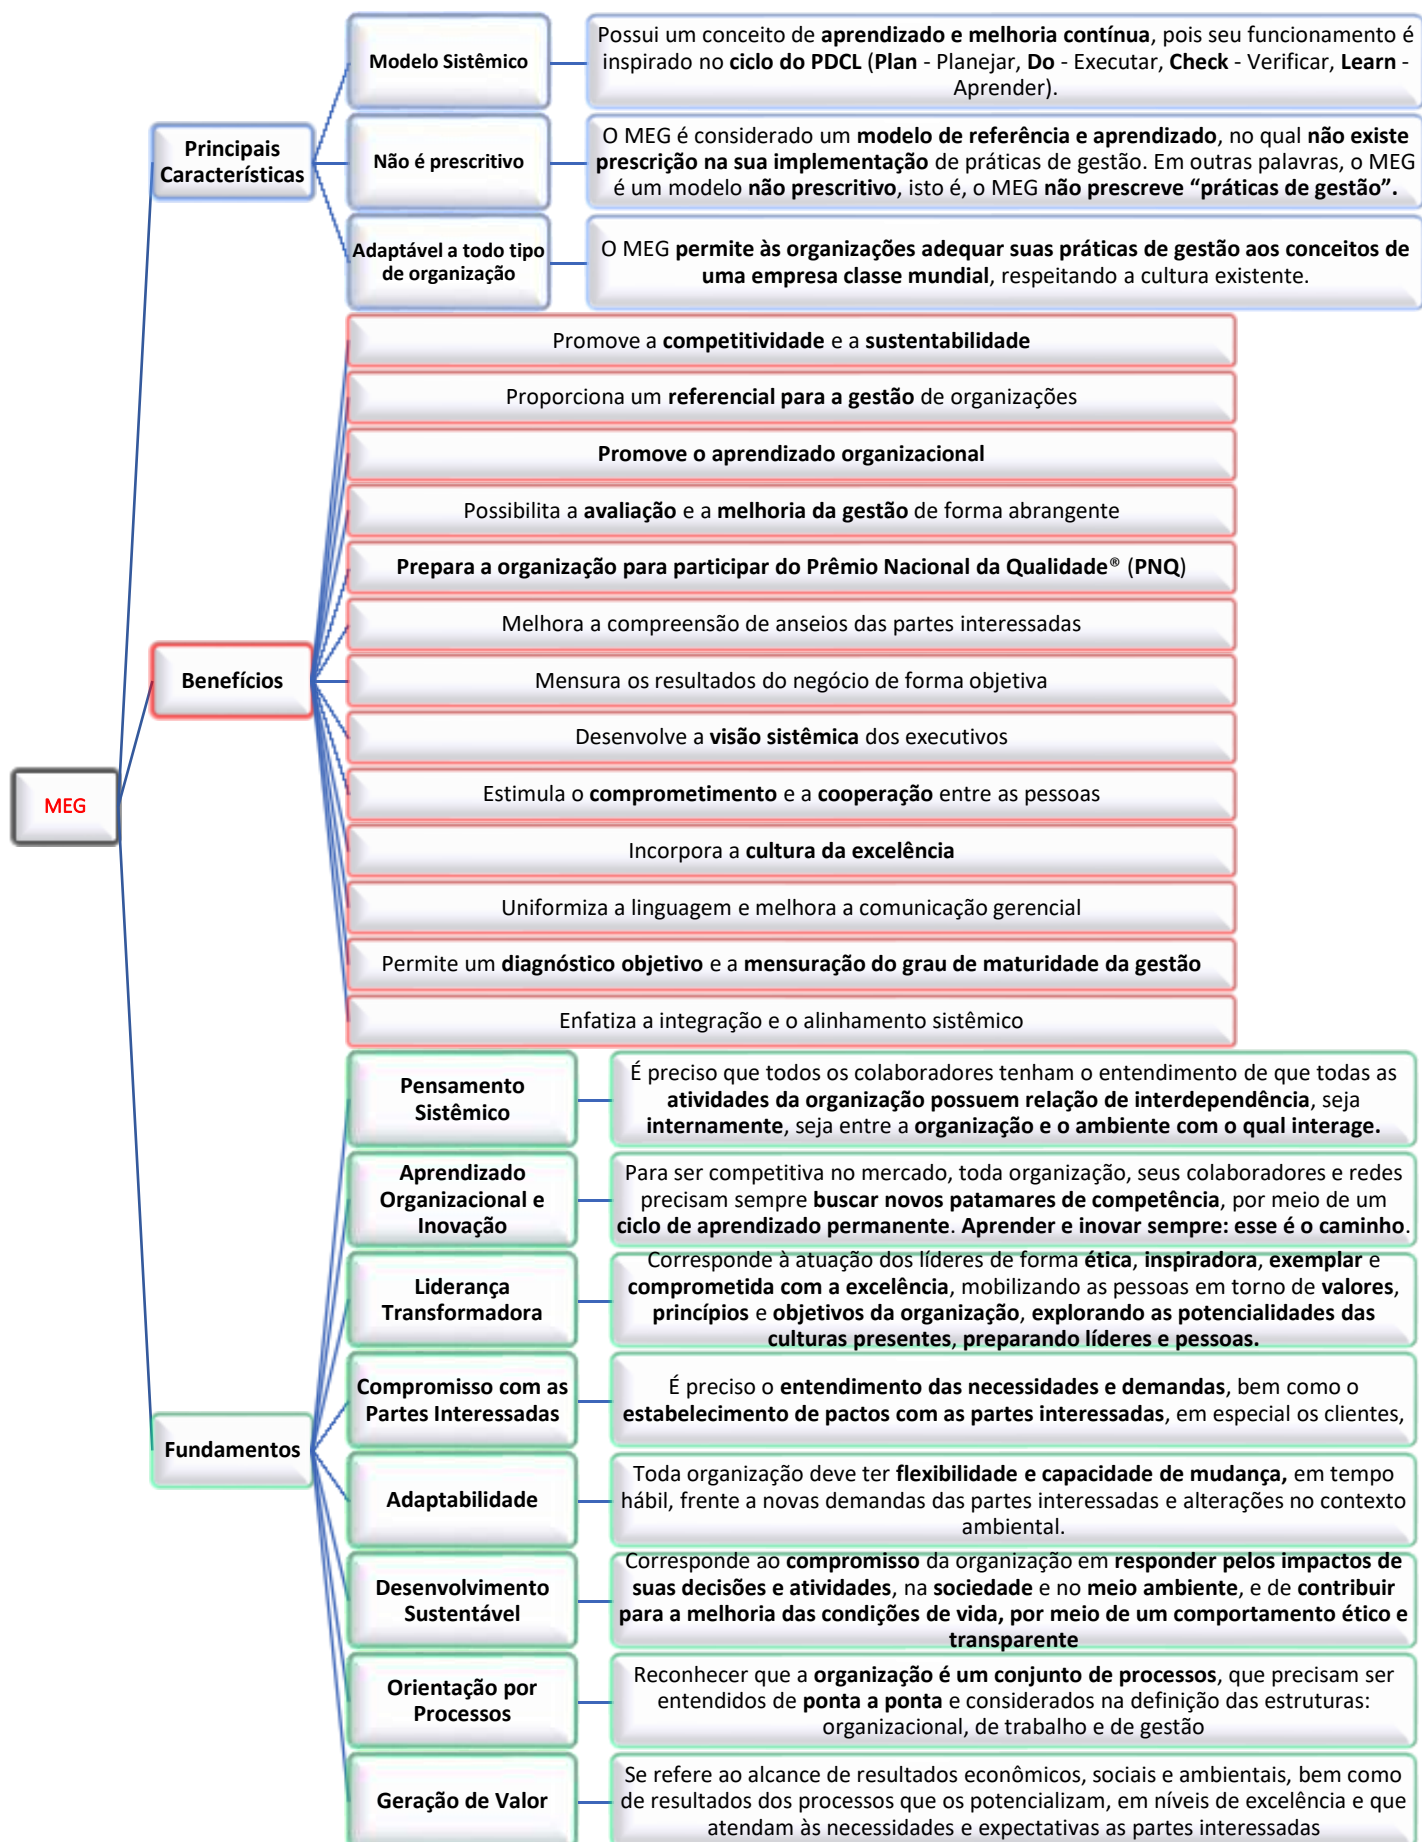 MEG
Principais
Características
Modelo Sistêmico
Possui um conceito de aprendizado e melhoria contínua, pois seu funcionamento é
inspirado no ciclo do PDCL (Plan - Planejar, Do - Executar, Check - Verificar, Learn -
Aprender).
Não é prescritivo
O MEG é considerado um modelo de referência e aprendizado, no qual não existe
prescrição na sua implementação de práticas de gestão. Em outras palavras, o MEG
é um modelo não prescritivo, isto é, o MEG não prescreve “práticas de gestão”.
Adaptável a todo tipo
de organização
O MEG permite às organizações adequar suas práticas de gestão aos conceitos de
uma empresa classe mundial, respeitando a cultura existente.
Benefícios
Promove a competitividade e a sustentabilidade
Proporciona um referencial para a gestão de organizações
Promove o aprendizado organizacional
Possibilita a avaliação e a melhoria da gestão de forma abrangente
Prepara a organização para participar do Prêmio Nacional da Qualidade® (PNQ)
Melhora a compreensão de anseios das partes interessadas
Mensura os resultados do negócio de forma objetiva
Desenvolve a visão sistêmica dos executivos
Estimula o comprometimento e a cooperação entre as pessoas
Incorpora a cultura da excelência
Uniformiza a linguagem e melhora a comunicação gerencial
Permite um diagnóstico objetivo e a mensuração do grau de maturidade da gestão
Enfatiza a integração e o alinhamento sistêmico
Fundamentos
Pensamento
Sistêmico
É preciso que todos os colaboradores tenham o entendimento de que todas as
atividades da organização possuem relação de interdependência, seja
internamente, seja entre a organização e o ambiente com o qual interage.
Aprendizado
Organizacional e
Inovação
Para ser competitiva no mercado, toda organização, seus colaboradores e redes
precisam sempre buscar novos patamares de competência, por meio de um
ciclo de aprendizado permanente. Aprender e inovar sempre: esse é o caminho.
Liderança
Transformadora
Corresponde à atuação dos líderes de forma ética, inspiradora, exemplar e
comprometida com a excelência, mobilizando as pessoas em torno de valores,
princípios e objetivos da organização, explorando as potencialidades das
culturas presentes, preparando líderes e pessoas.
Compromisso com as
Partes Interessadas
É preciso o entendimento das necessidades e demandas, bem como o
estabelecimento de pactos com as partes interessadas, em especial os clientes,
Adaptabilidade
Toda organização deve ter flexibilidade e capacidade de mudança, em tempo
hábil, frente a novas demandas das partes interessadas e alterações no contexto
ambiental.
Desenvolvimento
Sustentável
Corresponde ao compromisso da organização em responder pelos impactos de
suas decisões e atividades, na sociedade e no meio ambiente, e de contribuir
para a melhoria das condições de vida, por meio de um comportamento ético e
transparente
Orientação por
Processos
Reconhecer que a organização é um conjunto de processos, que precisam ser
entendidos de ponta a ponta e considerados na definição das estruturas:
organizacional, de trabalho e de gestão
Geração de Valor
Se refere ao alcance de resultados econômicos, sociais e ambientais, bem como
de resultados dos processos que os potencializam, em níveis de excelência e que
atendam às necessidades e expectativas as partes interessadas